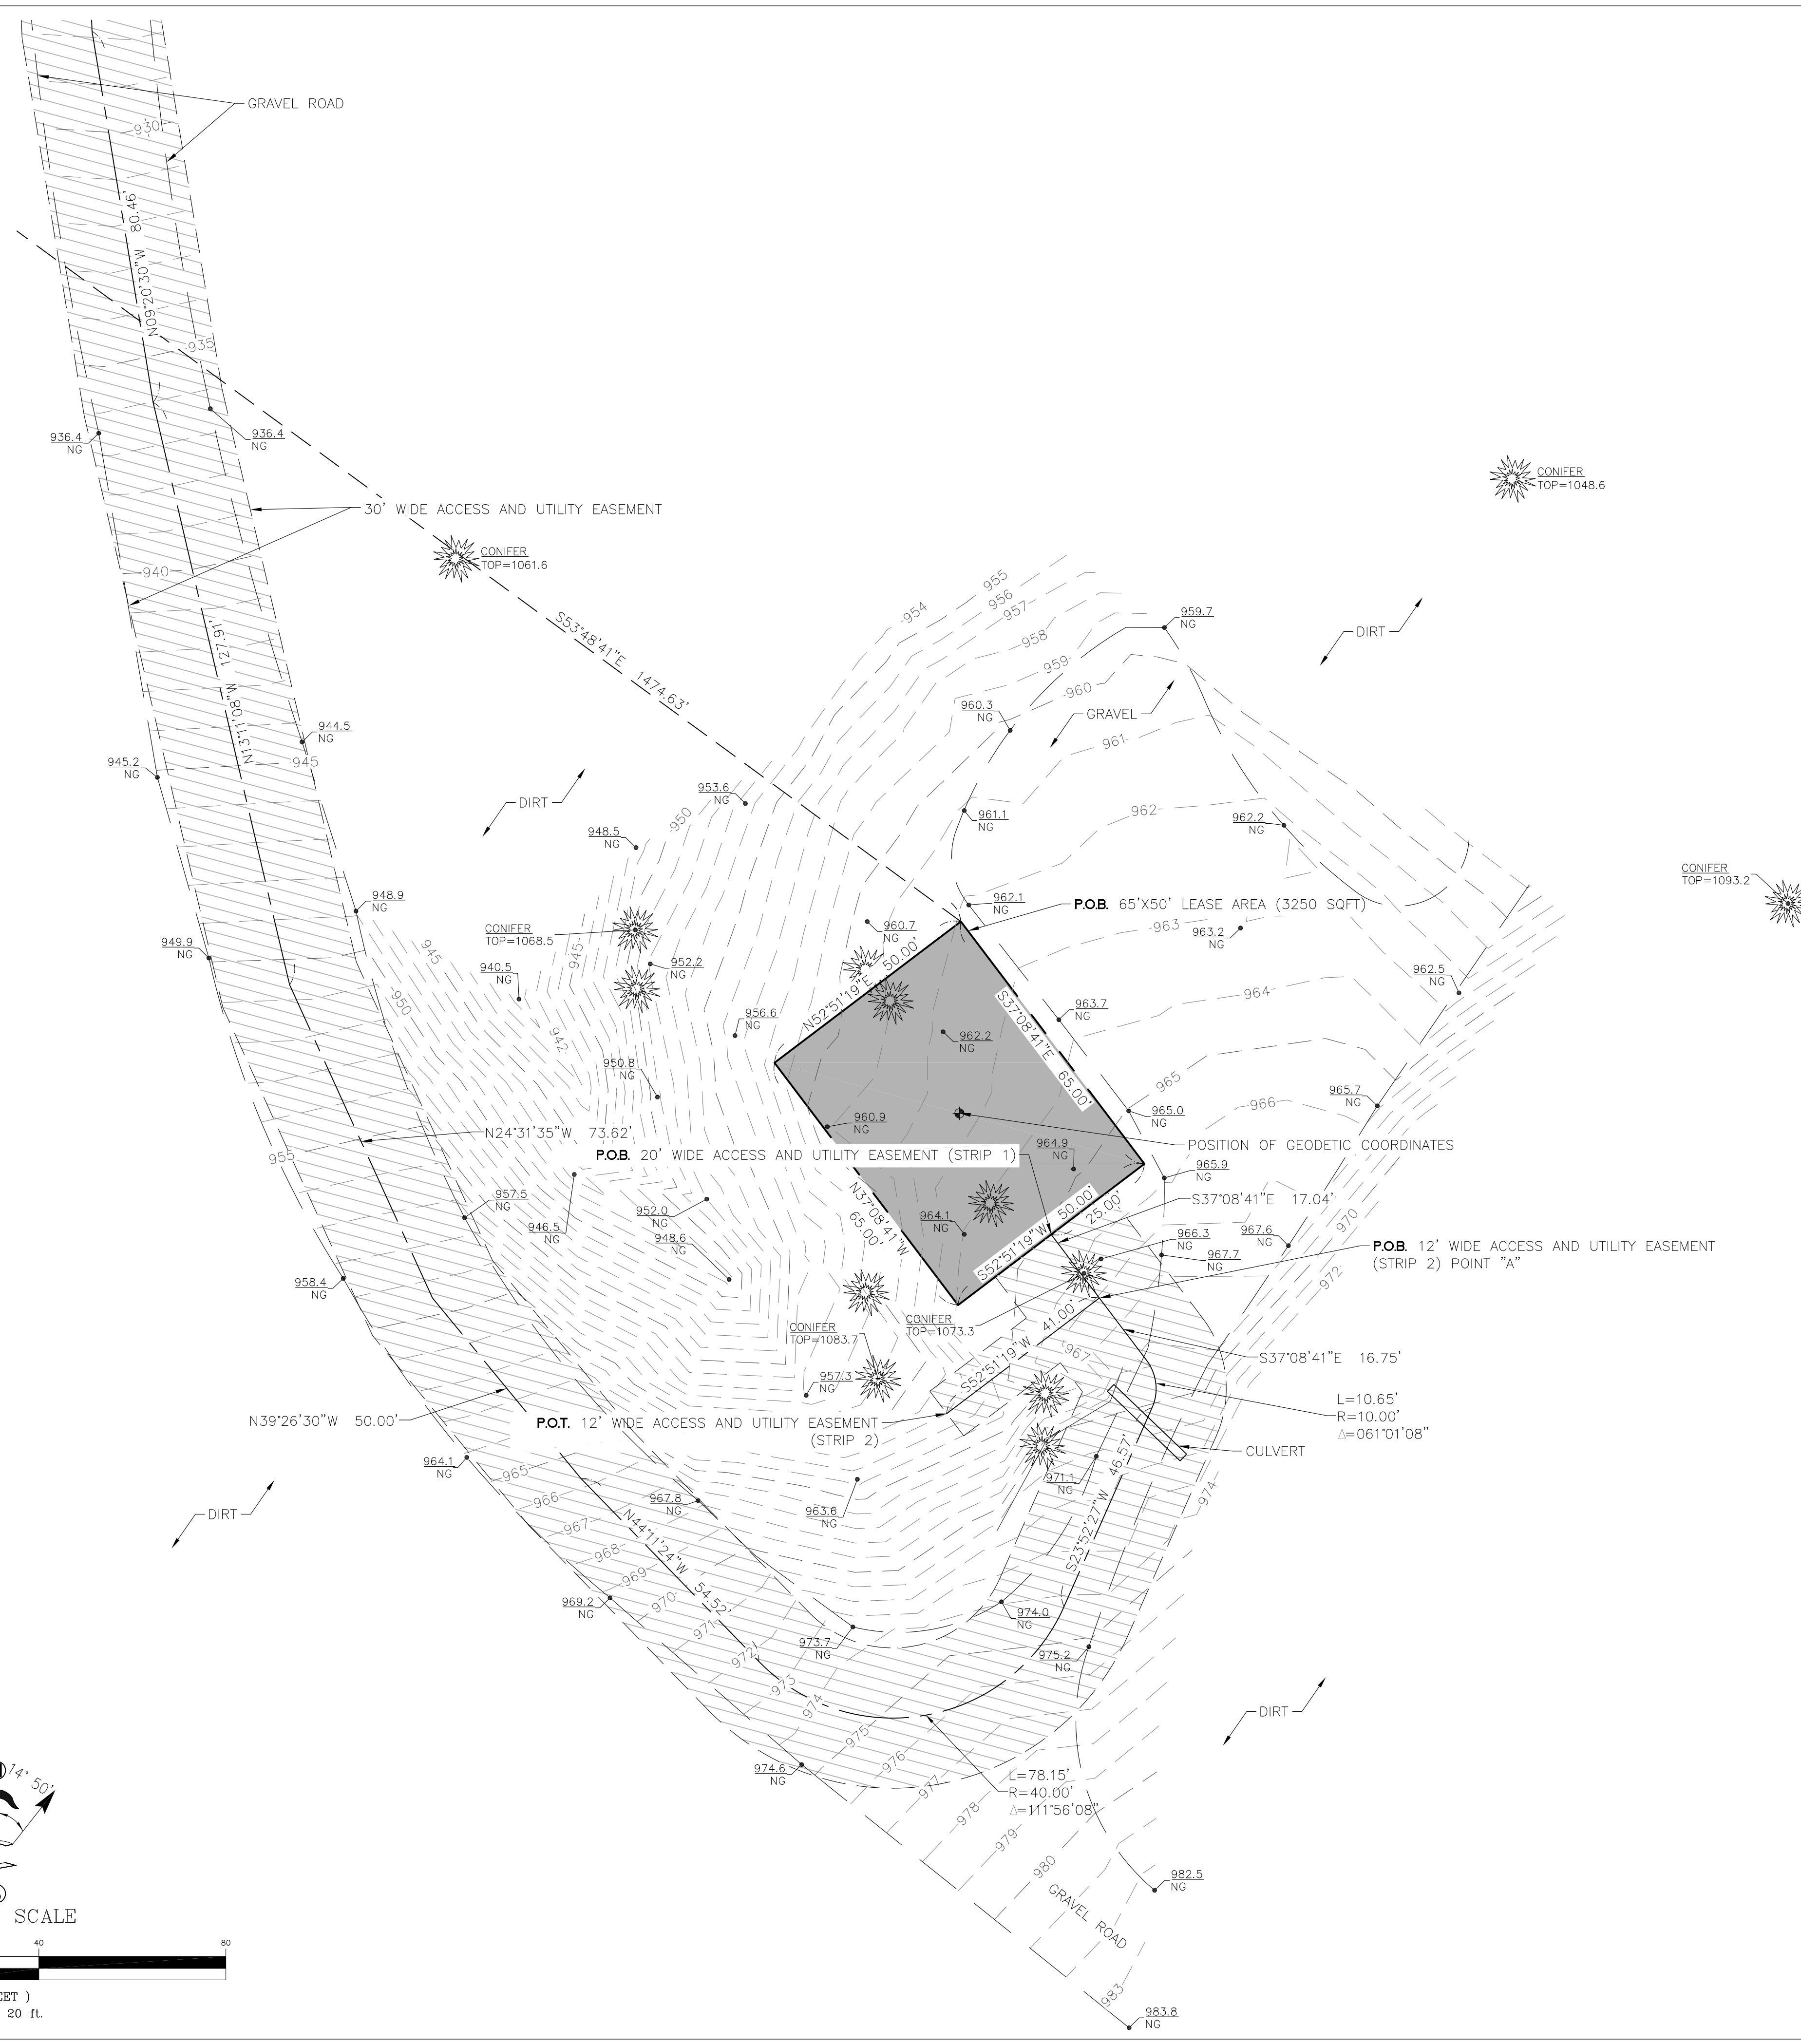 GRAVEL ROAD
930
N09°20'30"W 80.46'
935
936.4
NG
936.4
NG
30' WIDE ACCESS AND UTILITY EASEMENT
CONIFER
TOP=1048.6
CONIFER
TOP=1061.6
940
S53°48'41"E 1474.63'
N13°11'08"W 127.91'
954
955
956
957
958
959
960
961
959.7
NG
DIRT
960.3
NG
GRAVEL
944.5
NG
945
945.2
NG
DIRT
953.6
NG
950
948.5
NG
961.1
NG
962
962.2
NG
CONIFER
TOP=1093.2
948.9
NG
962.1
NG
P.O.B. 65'X50' LEASE AREA (3250 SQFT)
963
963.2
NG
960.7
NG
CONIFER
TOP=1068.5
949.9
NG
945
945
940.5
NG
952.2
NG
N52°51'19"E 50.00'
S37°08'41"E 65.00'
962.5
NG
964
963.7
NG
950
942
956.6
NG
962.2
NG
950.8
NG
965
966
965.7
NG
965.0
NG
960.9
NG
N24°31'35"W 73.62'
POSITION OF GEODETIC COORDINATES
P.O.B. 20' WIDE ACCESS AND UTILITY EASEMENT (STRIP 1)
964.9
NG
955
965.9
NG
957.5
NG
N37°08'41"W
65.00'
S52°51'19"W 50.00'
25.00'
S37°08'41"E 17.04'
952.0
NG
946.5
NG
964.1
NG
966.3
NG
967.7
NG
967.6
NG
970
972
948.6
NG
P.O.B. 12' WIDE ACCESS AND UTILITY EASEMENT
(STRIP 2) POINT "A"
958.4
NG
CONIFER
TOP=1083.7
CONIFER
TOP=1073.3
S52°51'19"W 41.00'
967
S37°08'41"E 16.75'
957.3
NG
L=10.65'
R=10.00'
Δ=061°01'08"
N39°26'30"W 50.00'
P.O.T. 12' WIDE ACCESS AND UTILITY EASEMENT
(STRIP 2)
CULVERT
964.1
NG
965
966
967
968
969
970
971
972
973
974
975
976
977
978
979
980
983
971.1
NG
S23°52'27"W 46.57'
974
967.8
NG
963.6
NG
DIRT
N44°11'24"W 54.52'
969.2
NG
974.0
NG
973.7
NG
975.2
NG
DIRT
974.6
NG
L=78.15'
R=40.00'
Δ=111°56'08"
14° 50'
982.5
NG
GRAVEL ROAD
SCALE
40 80
20 ft.
983.8
NG